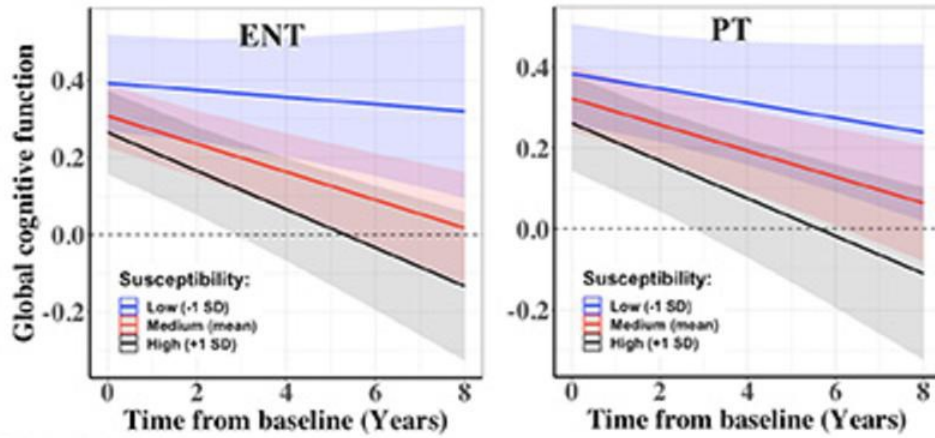 ENT
Global cognitive function
0.4
0.2
0.0
-0.2
Susceptibility:
Low (-1 SD)
Medium (mean)
High (+1 SD)
0 2 4 6 8
Time from baseline (Years)
PT
0.4
0.2
0.0
-0.2
Susceptibility:
Low (-1 SD)
Medium (mean)
High (+1 SD)
0 2 4 6 8
Time from baseline (Years)